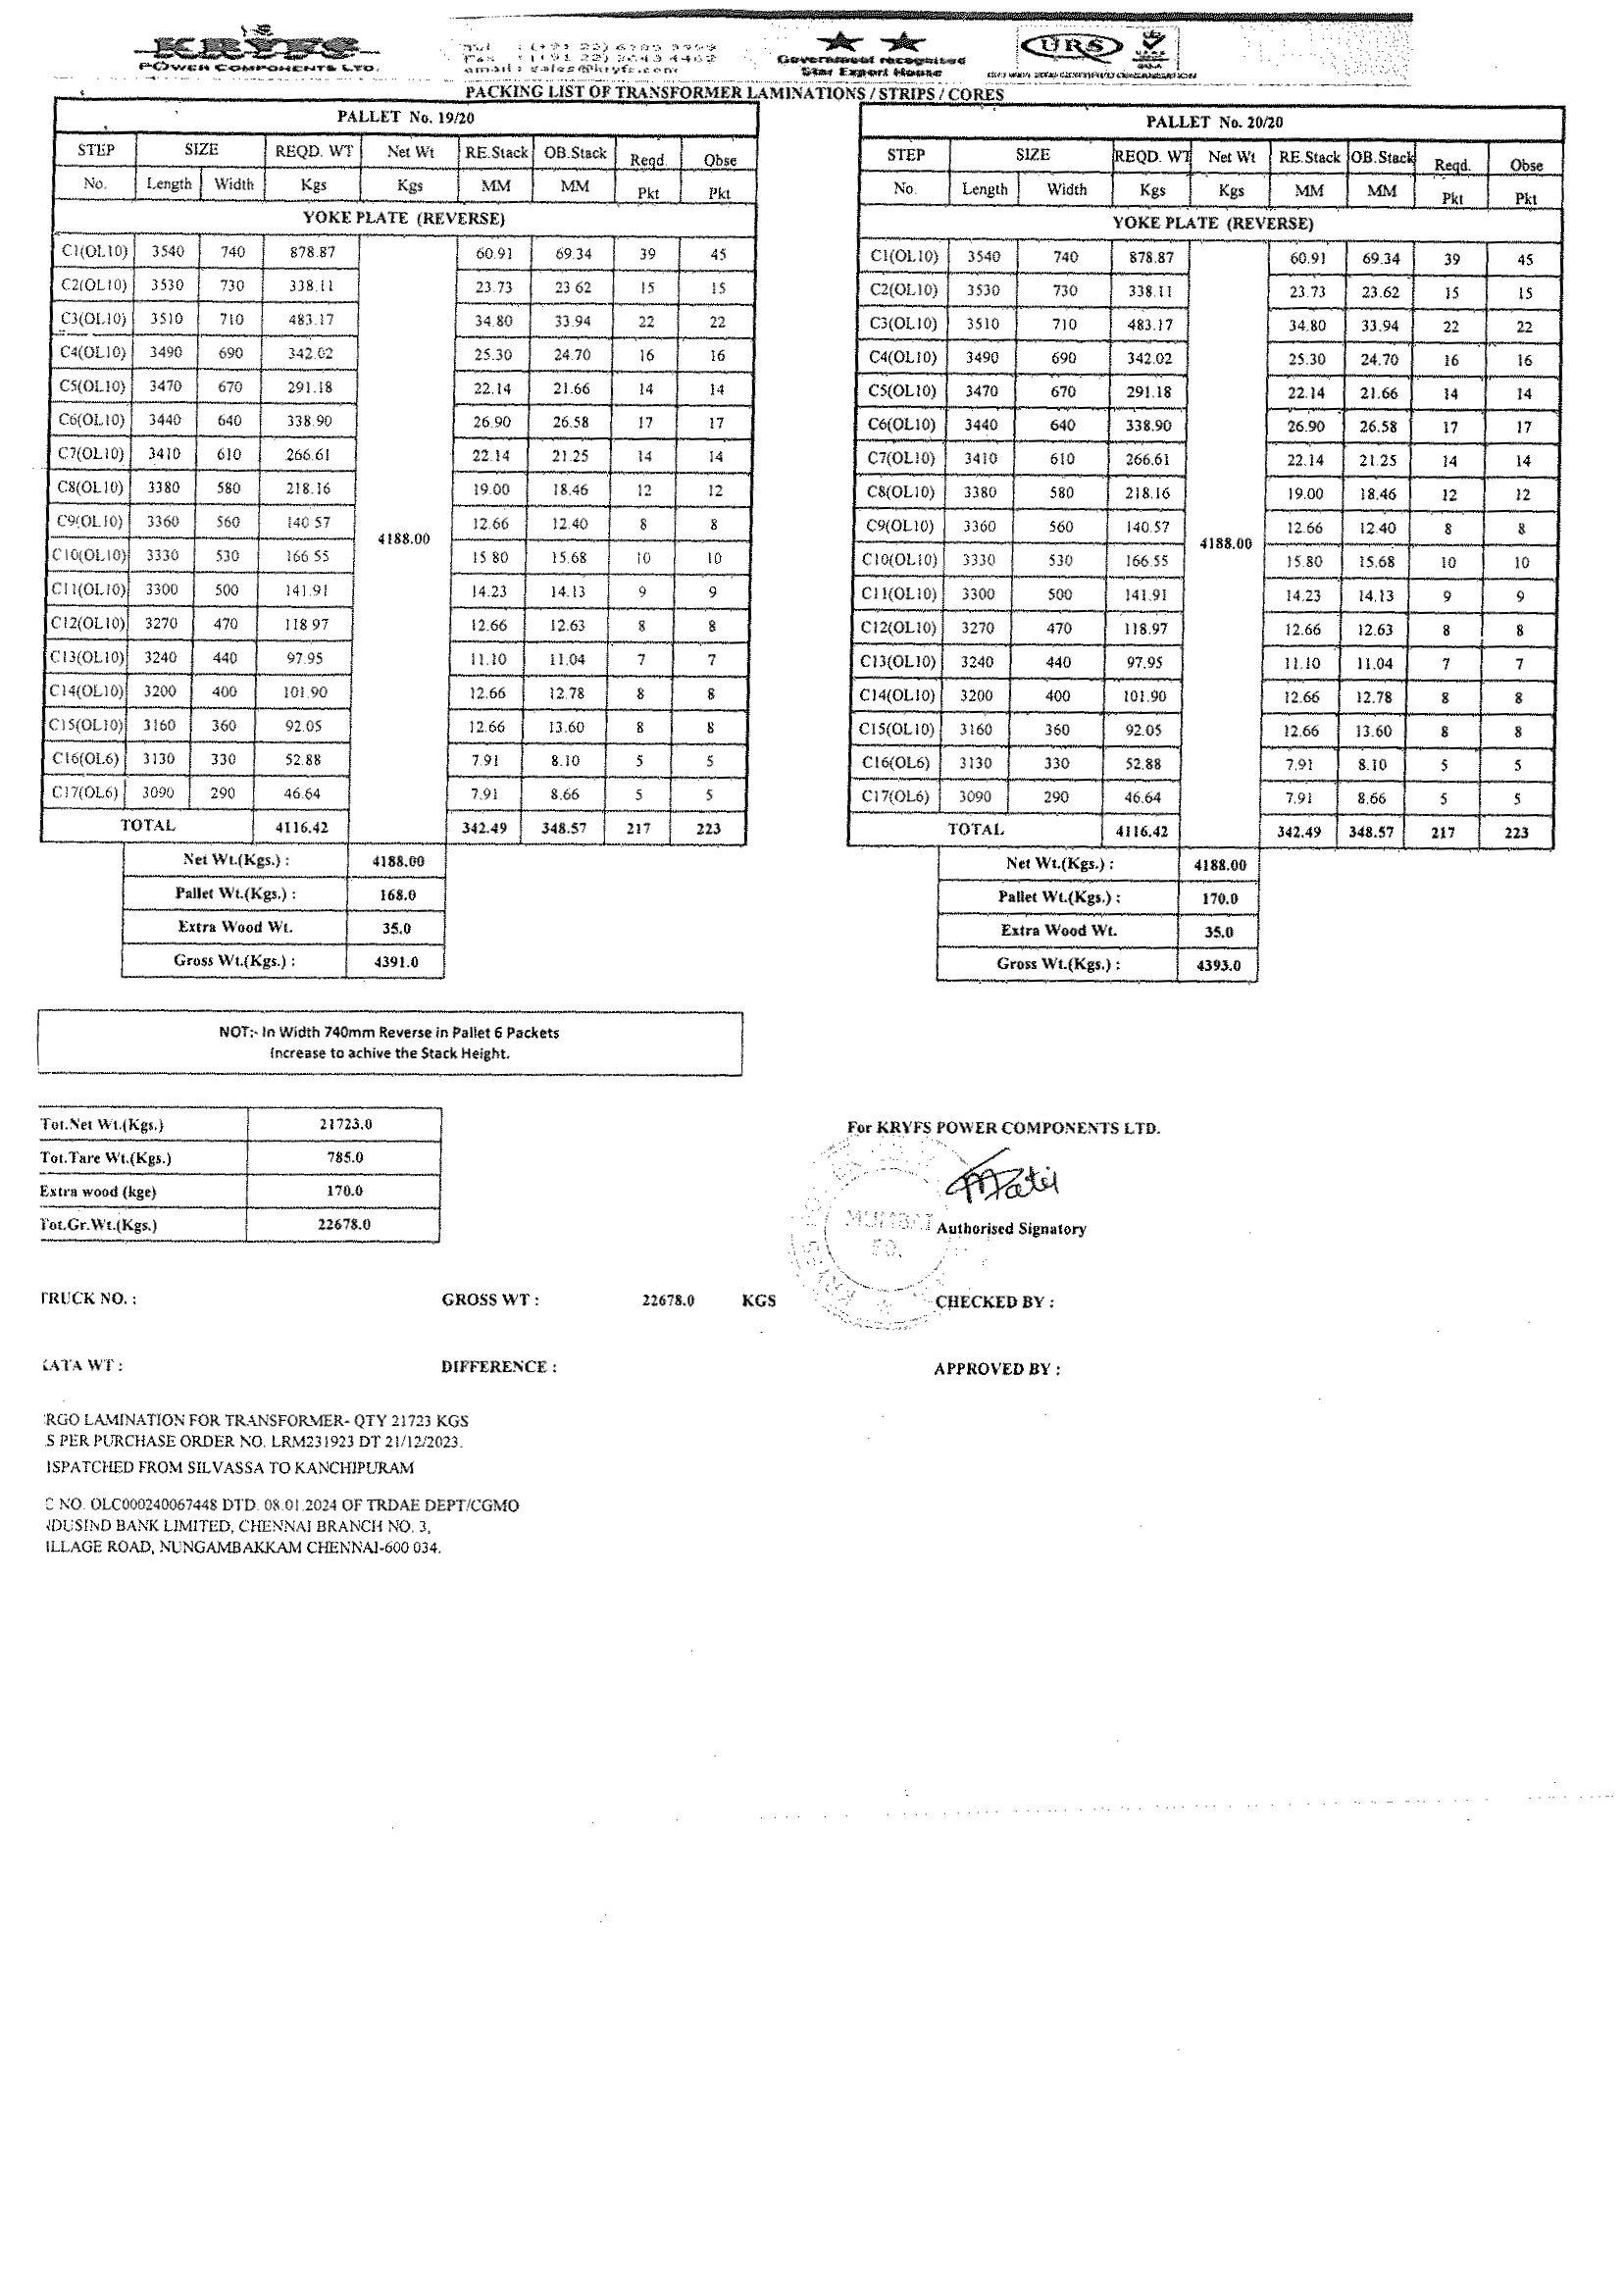 KRYFS
POWER COMPONENTS LTD.
Tel : (+91 22)
Fax : (+91 22) 2643 4462
email : sales@kryfs.com
Government recognised
Star Export House
URS
PACKING LIST OF TRANSFORMER LAMINATIONS / STRIPS / CORES
PALLET No. 19/20
STEP SIZE REQD. WT Net Wt RE.Stack OB.Stack Reqd. Obse
No. Length Width Kgs Kgs MM MM Pkt Pkt
YOKE PLATE (REVERSE)
C1(OL10) 3540 740 878.87 60.91 69.34 39 45
C2(OL10) 3530 730 338.11 23.73 23 62 15 15
C3(OL10) 3510 710 483.17 34.80 33.94 22 22
C4(OL10) 3490 690 342.02 25.30 24.70 16 16
C5(OL10) 3470 670 291.18 22.14 21.66 14 14
C6(OL10) 3440 640 338.90 26.90 26.58 17 17
C7(OL10) 3410 610 266.61 22.14 21.25 14 14
C8(OL10) 3380 580 218.16 19.00 18.46 12 12
C9(OL10) 3360 560 140 57 12.66 12.40 8 8
4188.00
C10(OL10) 3330 530 166 55 15 80 15.68 10 10
C11(OL10) 3300 500 141.91 14.23 14.13 9 9
C12(OL10) 3270 470 118 97 12.66 12.63 8 8
C13(OL10) 3240 440 97.95 11.10 11.04 7 7
C14(OL10) 3200 400 101.90 12.66 12.78 8 8
C15(OL10) 3160 360 92.05 12.66 13.60 8 8
C16(OL6) 3130 330 52.88 7.91 8.10 5 5
C17(OL6) 3090 290 46.64 7.91 8.66 5 5
TOTAL 4116.42 342.49 348.57 217 223
Net Wt.(Kgs.) : 4188.00
Pallet Wt.(Kgs.) : 168.0
Extra Wood Wt. 35.0
Gross Wt.(Kgs.) : 4391.0
PALLET No. 20/20
STEP SIZE REQD. WT Net Wt RE.Stack OB.Stack Reqd. Obse
No. Length Width Kgs Kgs MM MM Pkt Pkt
YOKE PLATE (REVERSE)
C1(OL10) 3540 740 878.87 60.91 69.34 39 45
C2(OL10) 3530 730 338.11 23.73 23.62 15 15
C3(OL10) 3510 710 483.17 34.80 33.94 22 22
C4(OL10) 3490 690 342.02 25.30 24.70 16 16
C5(OL10) 3470 670 291.18 22.14 21.66 14 14
C6(OL10) 3440 640 338.90 26.90 26.58 17 17
C7(OL10) 3410 610 266.61 22.14 21.25 14 14
C8(OL10) 3380 580 218.16 19.00 18.46 12 12
C9(OL10) 3360 560 140.57 12.66 12.40 8 8
4188.00
C10(OL10) 3330 530 166.55 15.80 15.68 10 10
C11(OL10) 3300 500 141.91 14.23 14.13 9 9
C12(OL10) 3270 470 118.97 12.66 12.63 8 8
C13(OL10) 3240 440 97.95 11.10 11.04 7 7
C14(OL10) 3200 400 101.90 12.66 12.78 8 8
C15(OL10) 3160 360 92.05 12.66 13.60 8 8
C16(OL6) 3130 330 52.88 7.91 8.10 5 5
C17(OL6) 3090 290 46.64 7.91 8.66 5 5
TOTAL 4116.42 342.49 348.57 217 223
Net Wt.(Kgs.) : 4188.00
Pallet Wt.(Kgs.) : 170.0
Extra Wood Wt. 35.0
Gross Wt.(Kgs.) : 4393.0
NOT:- In Width 740mm Reverse in Pallet 6 Packets
Increase to achive the Stack Height.
Tot.Net Wt.(Kgs.) 21723.0
Tot.Tare Wt.(Kgs.) 785.0
Extra wood (kge) 170.0
Tot.Gr.Wt.(Kgs.) 22678.0
For KRYFS POWER COMPONENTS LTD.
MUMBAI
50.
Authorised Signatory
TRUCK NO. : GROSS WT : 22678.0 KGS CHECKED BY :
KATA WT : DIFFERENCE : APPROVED BY :
RGO LAMINATION FOR TRANSFORMER- QTY 21723 KGS
S PER PURCHASE ORDER NO. LRM231923 DT 21/12/2023.
ISPATCHED FROM SILVASSA TO KANCHIPURAM
C NO. OLC000240067448 DTD. 08.01.2024 OF TRDAE DEPT/CGMO
NDUSIND BANK LIMITED, CHENNAI BRANCH NO. 3,
ILLAGE ROAD, NUNGAMBAKKAM CHENNAI-600 034.